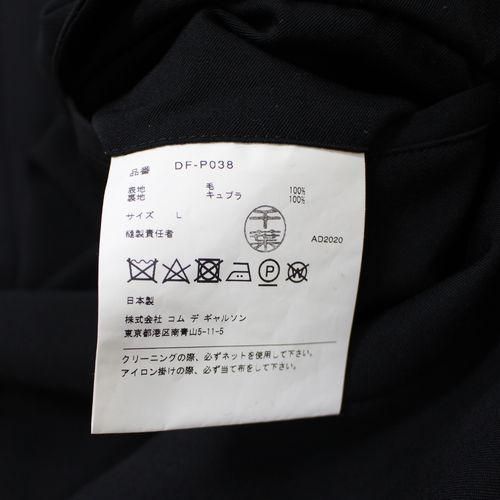 品番 DF-P038
表地 毛 100%
裏地 キュプラ 100%
サイズ L
縫製責任者 千葉
AD2020
P W
日本製
株式会社 コム デ ギャルソン
東京都港区南青山5-11-5
クリーニングの際、必ずネットを使用して下さい。
アイロン掛けの際、必ず当て布をして下さい。